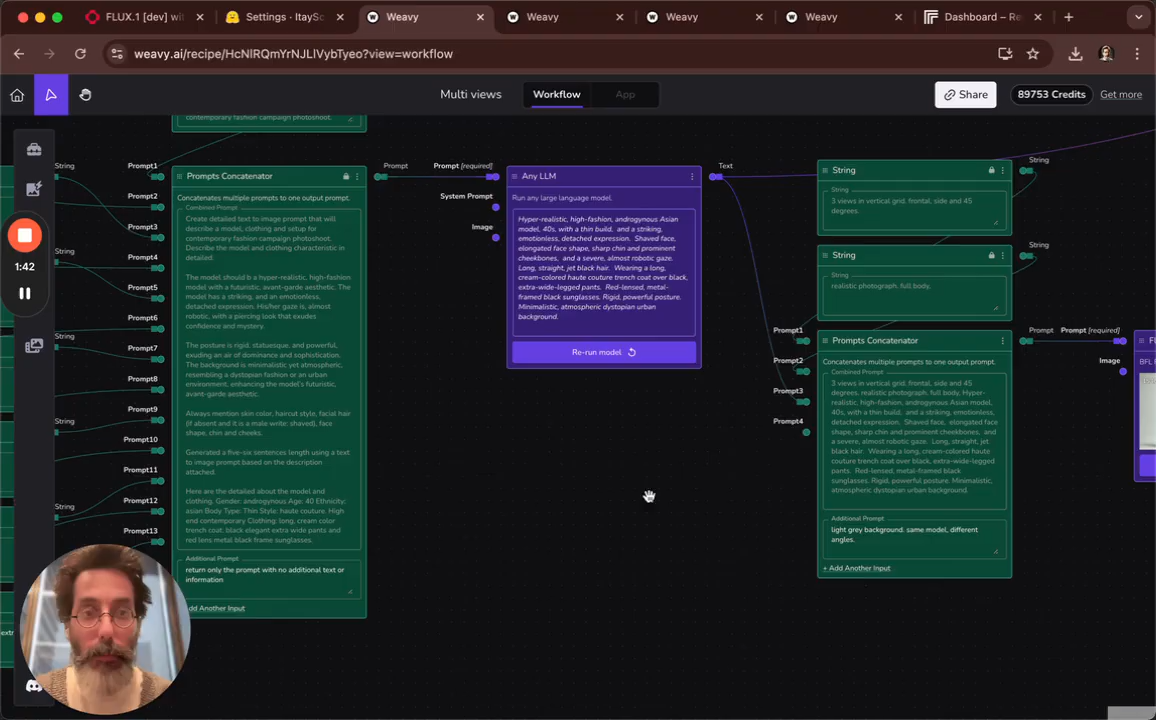 FLUX.1 [dev] wi
Settings · ItaySc
Weavy
Weavy
Weavy
Weavy
Dashboard – Re
weavy.ai/recipe/HcNIRQmYrNJLIVybTyeo?view=workflow
Multi views
Workflow
App
Share
89753 Credits
Get more
contemporary fashion campaign photoshoot.
1:42
String
String
String
String
String
Prompt1
Prompt2
Prompt3
Prompt4
Prompt5
Prompt6
Prompt7
Prompt8
Prompt9
Prompt10
Prompt11
Prompt12
Prompt13
Prompts Concatenator
Concatenates multiple prompts to one output prompt.
Combined Prompt
Create detailed text to image prompt that will
describe a model, clothing and setup for
contemporary fashion campaign photoshoot.
Describe the model and clothing characteristic in
detailed.
The model should b a hyper-realistic, high-fashion
model with a futuristic, avant-garde aesthetic. The
model has a striking, and an emotionless,
detached expression. His/her gaze is, almost
robotic, with a piercing look that exudes
confidence and mystery.
The posture is rigid, statuesque, and powerful,
exuding an air of dominance and sophistication.
The background is minimalistic yet atmospheric,
resembling a dystopian fashion or an urban
environment, enhancing the model's futuristic,
avant-garde aesthetic.
Always mention skin color, haircut style, facial hair
(if absent and it is a male write: shaved), face
shape, chin and cheeks.
Generated a five-six sentences length using a text
to image prompt based on the description
attached.
Here are the detailed about the model and
clothing. Gender: androgynous Age: 40 Ethnicity:
asian Body Type: Thin Style: haute couture. High
end contemporary Clothing: long, cream color
trench coat, black elegant extra wide pants and
red lens metal black frame sunglasses.
Additional Prompt
return only the prompt with no additional text or
information
dd Another Input
Prompt
Prompt [required]
System Prompt
Image
Any LLM
Run any large language model.
Hyper-realistic, high-fashion, androgynous Asian
model, 40s, with a thin build. and a striking,
emotionless, detached expression. Shaved face,
elongated face shape, sharp chin and prominent
cheekbones, and a severe, almost robotic gaze.
Long, straight, jet black hair. Wearing a long,
cream-colored haute couture trench coat over black,
extra-wide-legged pants. Red-lensed, metal-
framed black sunglasses. Rigid, powerful posture.
Minimalistic, atmospheric dystopian urban
background.
Re-run model
Text
String
String
3 views in vertical grid. frontal, side and 45
degrees.
String
String
String
realistic photograph. full body.
String
Prompt1
Prompt2
Prompt3
Prompt4
Prompts Concatenator
Concatenates multiple prompts to one output prompt.
Combined Prompt
3 views in vertical grid. frontal, side and 45
degrees, realistic photograph. full body, Hyper-
realistic, high-fashion, androgynous Asian model,
40s, with a thin build. and a striking, emotionless,
detached expression. Shaved face, elongated face
shape, sharp chin and prominent cheekbones, and
a severe, almost robotic gaze. Long, straight, jet
black hair. Wearing a long, cream-colored haute
couture trench coat over black, extra-wide-legged
pants. Red-lensed, metal-framed black
sunglasses. Rigid, powerful posture. Minimalistic,
atmospheric dystopian urban background.
Additional Prompt
light grey background. same model, different
angles.
+ Add Another Input
Prompt
Prompt [required]
Image